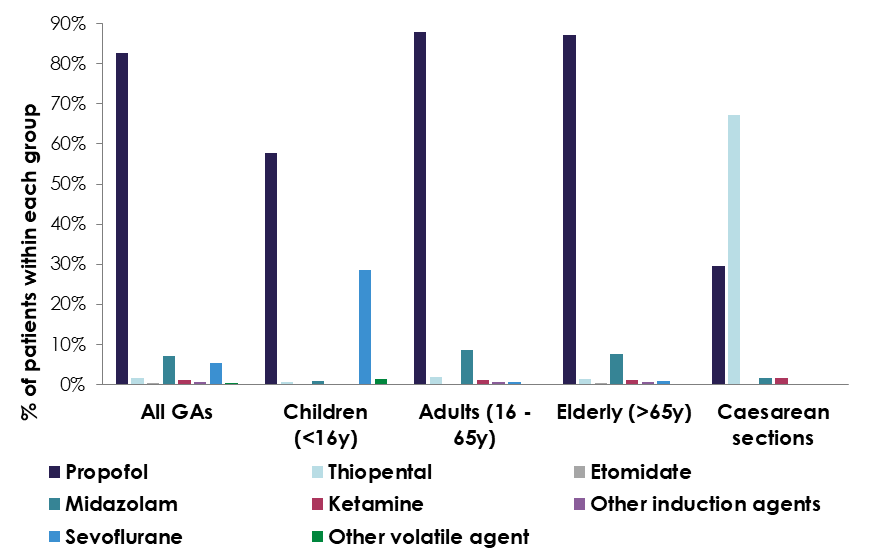 90%
80%
70%
60%
50%
40%
30%
20%
10%
0%
% of patients within each group
All GAs
Children
(<16y)
Adults (16 -
65y)
Elderly (>65y)
Caesarean
sections
Propofol
Thiopental
Etomidate
Midazolam
Ketamine
Other induction agents
Sevoflurane
Other volatile agent